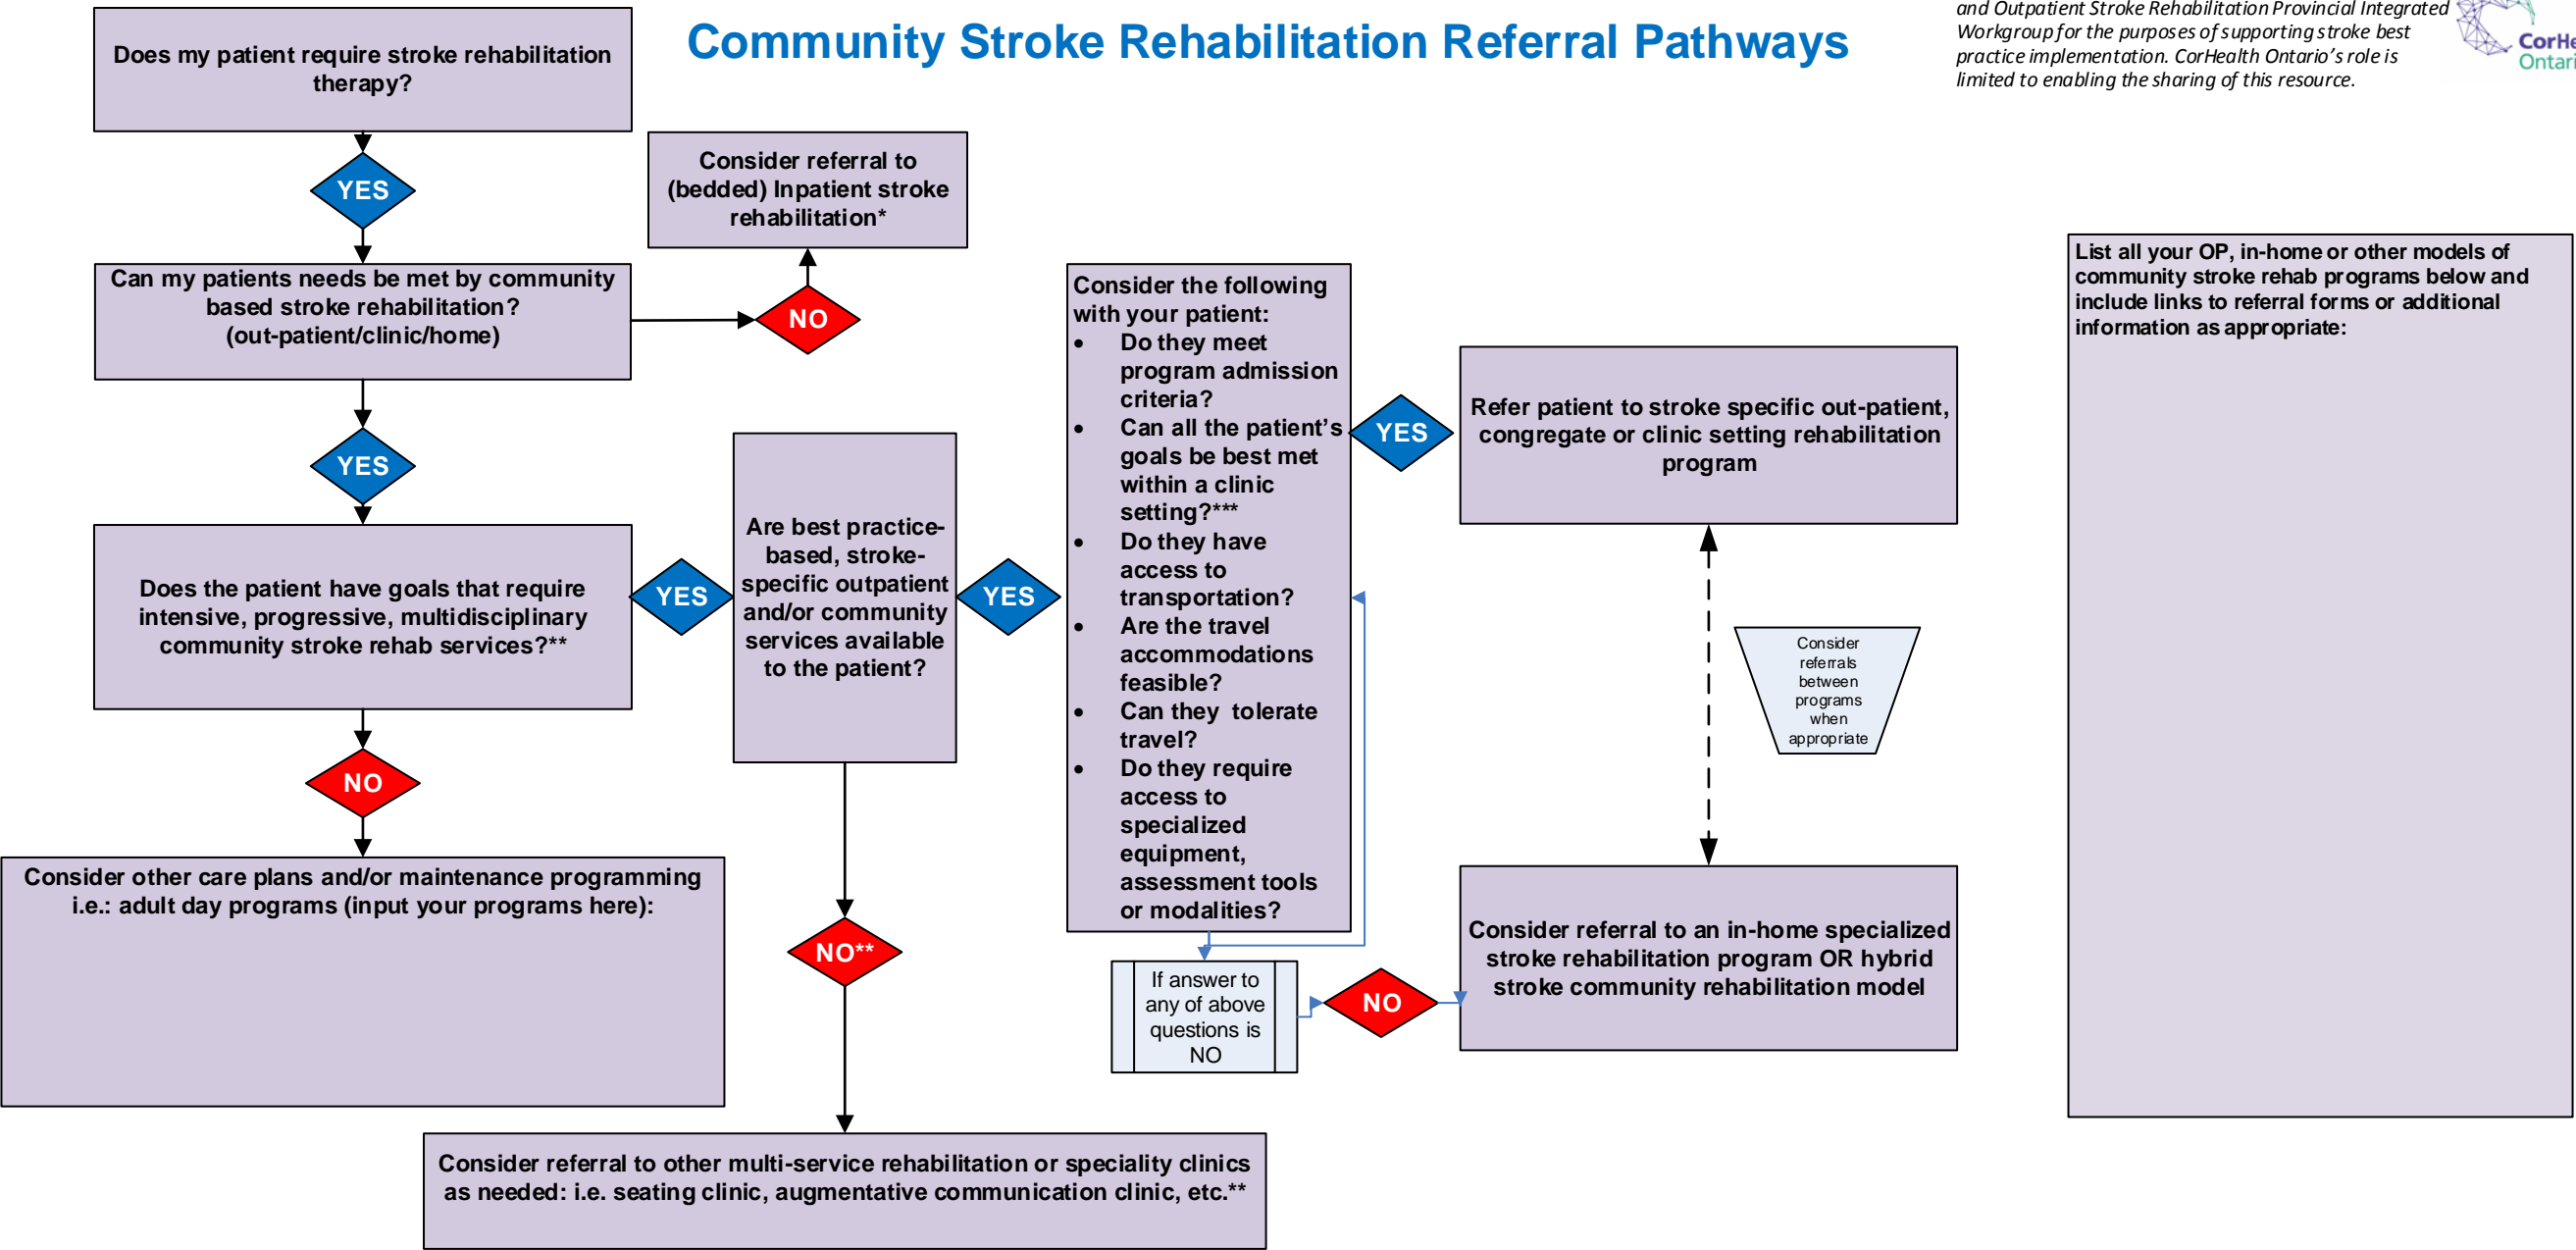 Community Stroke Rehabilitation Referral Pathways
and Outpatient Stroke Rehabilitation Provincial Integrated
Workgroup for the purposes of supporting stroke best
practice implementation. CorHealth Ontario's role is
limited to enabling the sharing of this resource.
Does my patient require stroke rehabilitation
therapy?
YES
Can my patients needs be met by community
based stroke rehabilitation?
(out-patient/clinic/home)
NO
Consider referral to
(bedded) Inpatient stroke
rehabilitation*
YES
Does the patient have goals that require
intensive, progressive, multidisciplinary
community stroke rehab services?**
NO
Consider other care plans and/or maintenance programming
i.e.: adult day programs (input your programs here):
YES
Are best practice-
based, stroke-
specific outpatient
and/or community
services available
to the patient?
NO**
Consider referral to other multi-service rehabilitation or speciality clinics
as needed: i.e. seating clinic, augmentative communication clinic, etc.**
YES
Consider the following
with your patient:
• Do they meet
program admission
criteria?
• Can all the patient's
goals be best met
within a clinic
setting?***
• Do they have
access to
transportation?
• Are the travel
accommodations
feasible?
• Can they tolerate
travel?
• Do they require
access to
specialized
equipment,
assessment tools
or modalities?
YES
Refer patient to stroke specific out-patient,
congregate or clinic setting rehabilitation
program
If answer to
any of above
questions is
NO
NO
Consider referral to an in-home specialized
stroke rehabilitation program OR hybrid
stroke community rehabilitation model
Consider
referrals
between
programs
when
appropriate
List all your OP, in-home or other models of
community stroke rehab programs below and
include links to referral forms or additional
information as appropriate: